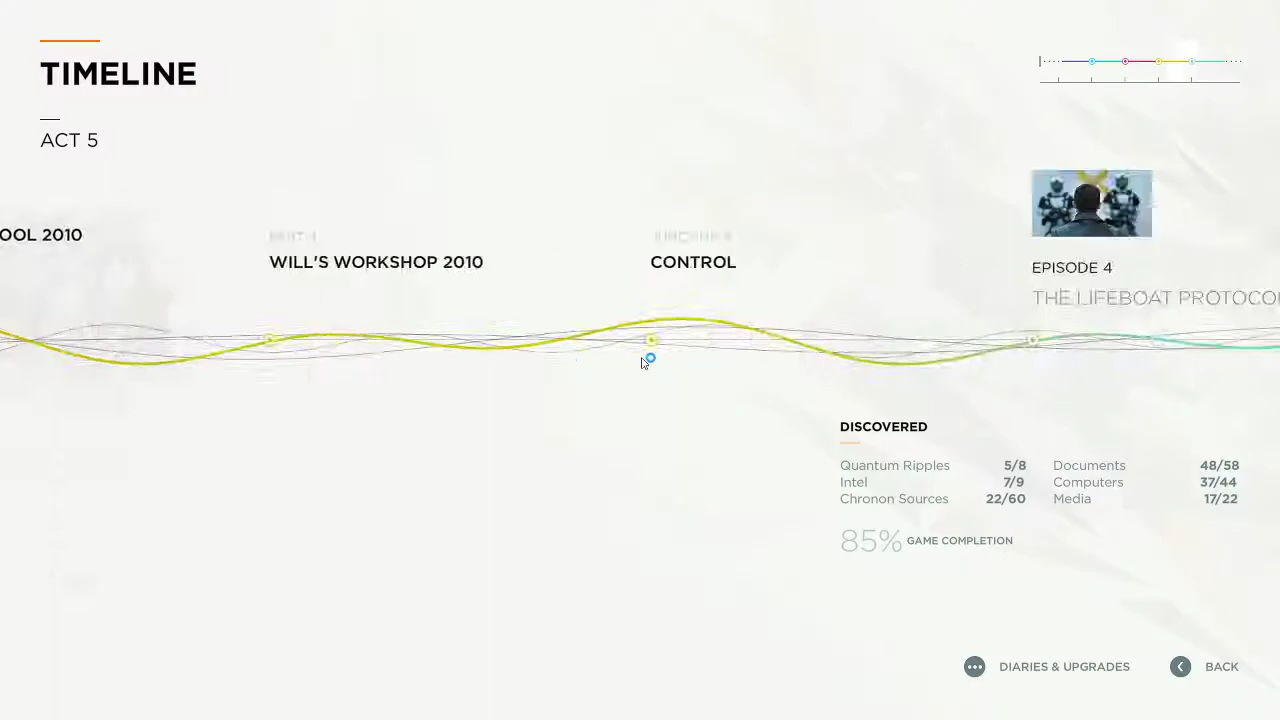 TIMELINE
ACT 5
OOL 2010
WILL'S WORKSHOP 2010
CONTROL
EPISODE 4
THE LIFEBOAT PROTOCO
DISCOVERED
Quantum Ripples 5/8 Documents 48/58
Intel 7/9 Computers 37/44
Chronon Sources 22/60 Media 17/22
85% GAME COMPLETION
DIARIES & UPGRADES BACK